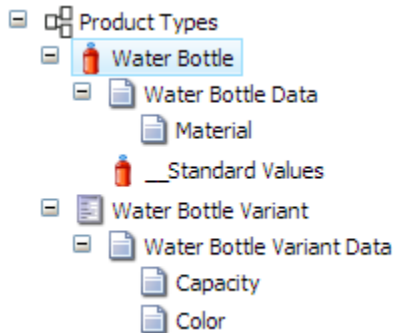 Product Types
Water Bottle
Water Bottle Data
Material
__Standard Values
Water Bottle Variant
Water Bottle Variant Data
Capacity
Color